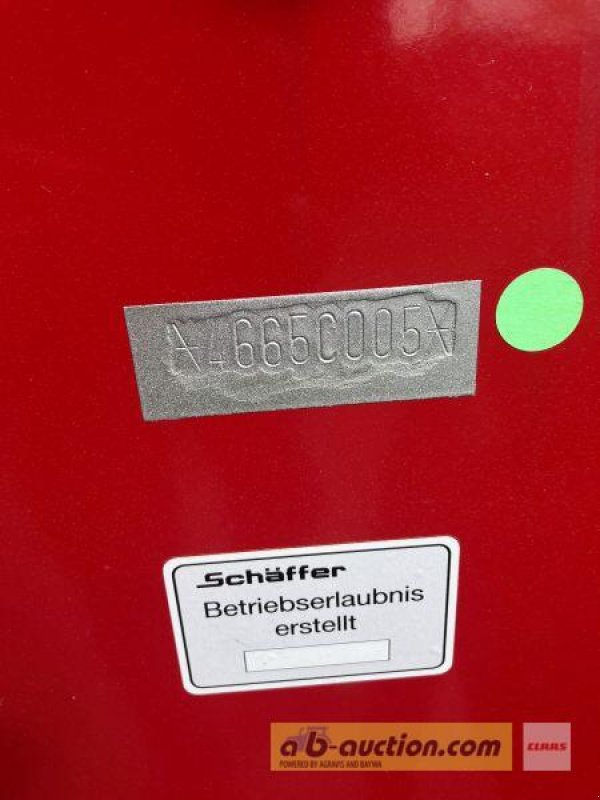 *4665C005*
Schäffer
Betriebserlaubnis
erstellt
ab-auction.com
POWERED BY AGRAVIS AND BAYWA
CLAAS